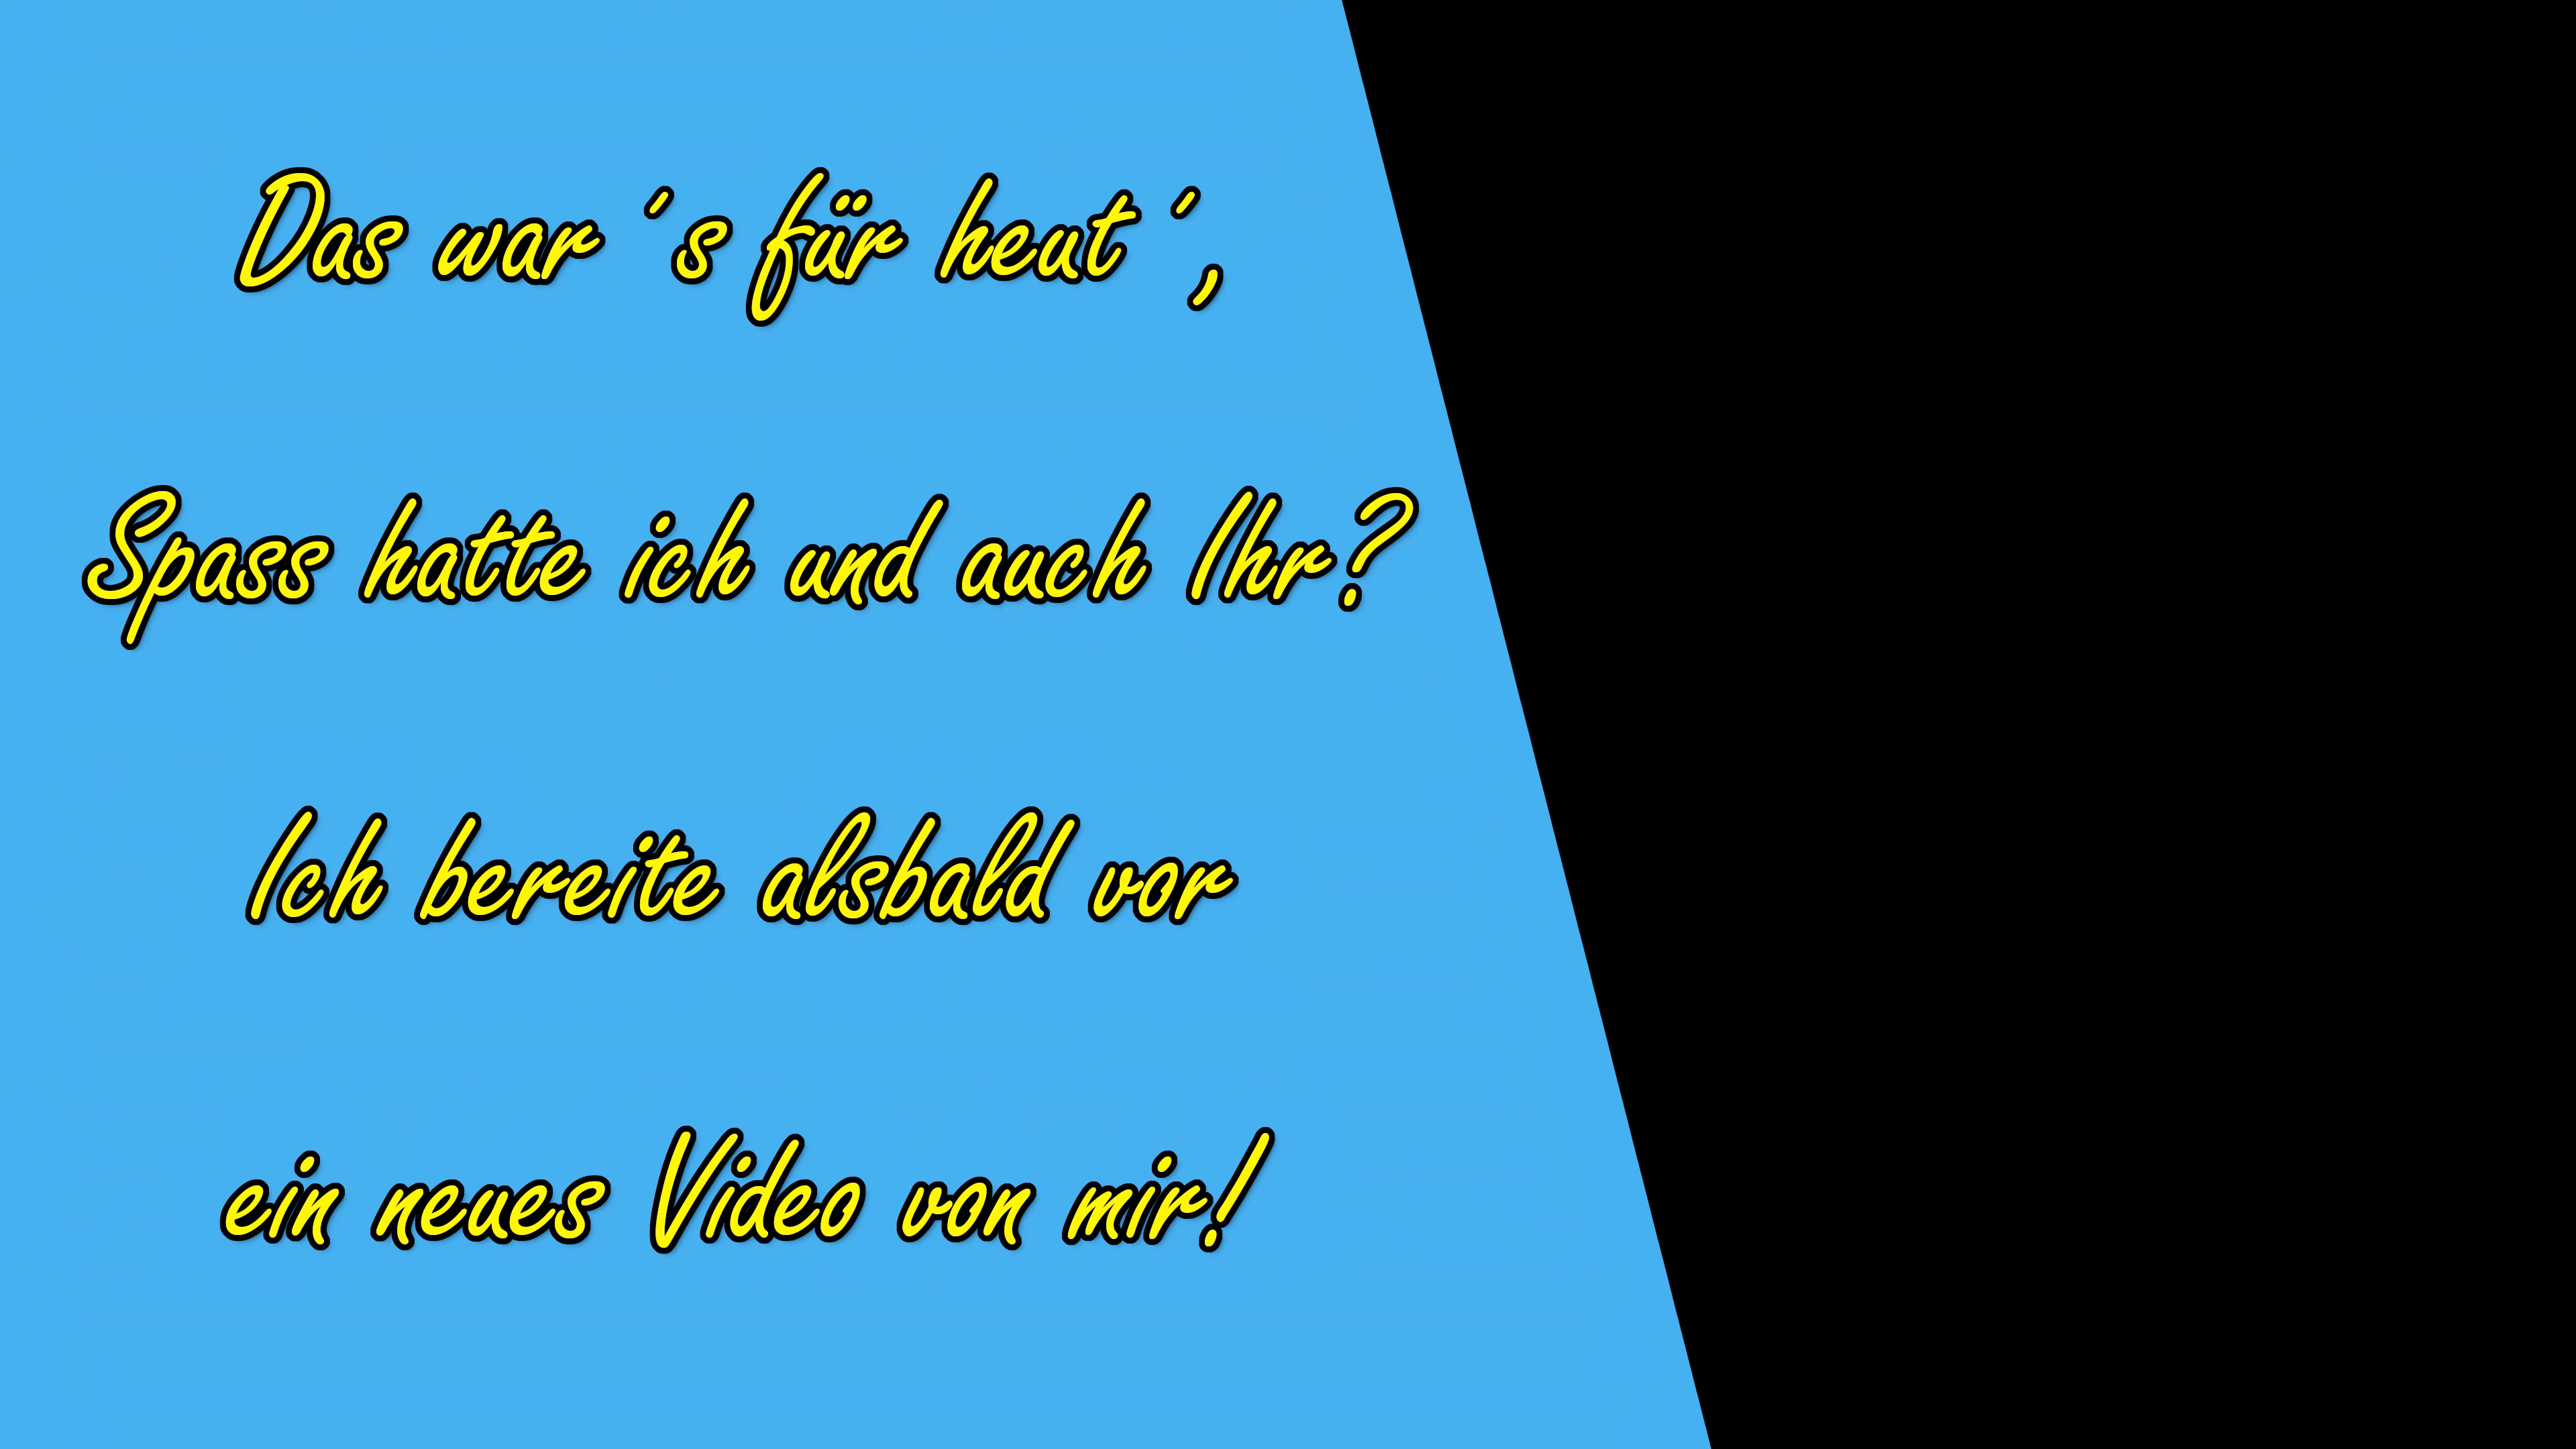 Das war ´s für heut´,
Spass hatte ich und auch Ihr?
Ich bereite alsbald vor
ein neues Video von mir!